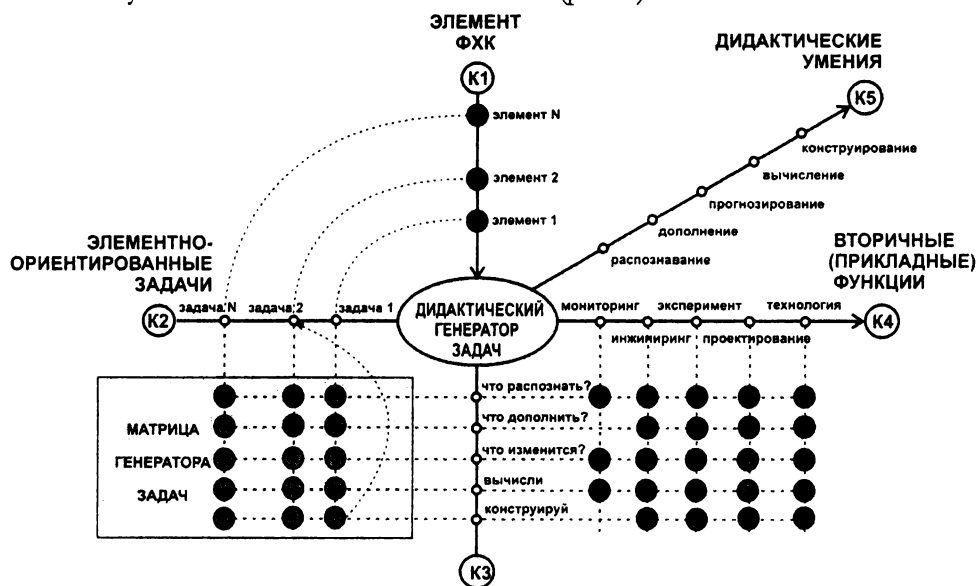 ЭЛЕМЕНТ
ФХК
К1
ДИДАКТИЧЕСКИЕ
УМЕНИЯ
К5
элемент N
элемент 2
элемент 1
конструирование
вычисление
прогнозирование
дополнение
распознавание
ЭЛЕМЕНТНО-
ОРИЕНТИРОВАННЫЕ
ЗАДАЧИ
К2
задача N
задача 2
задача 1
ДИДАКТИЧЕСКИЙ
ГЕНЕРАТОР
ЗАДАЧ
ВТОРИЧНЫЕ
(ПРИКЛАДНЫЕ)
ФУНКЦИИ
К4
мониторинг
эксперимент
технология
инжиниринг
проектирование
МАТРИЦА
ГЕНЕРАТОРА
ЗАДАЧ
что распознать?
что дополнить?
что изменится?
вычисли
конструируй
К3